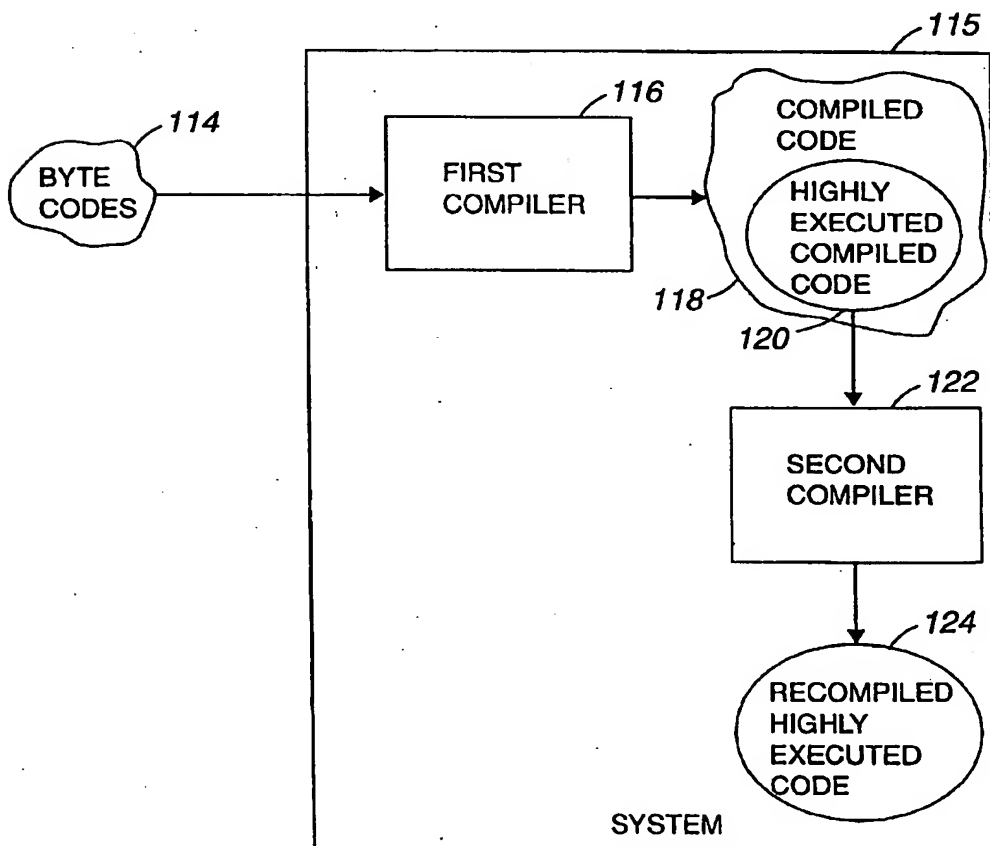 115
116
114
BYTE
CODES
FIRST
COMPILER
COMPILED
CODE
HIGHLY
EXECUTED
COMPILED
CODE
118
120
122
SECOND
COMPILER
124
RECOMPILED
HIGHLY
EXECUTED
CODE
SYSTEM